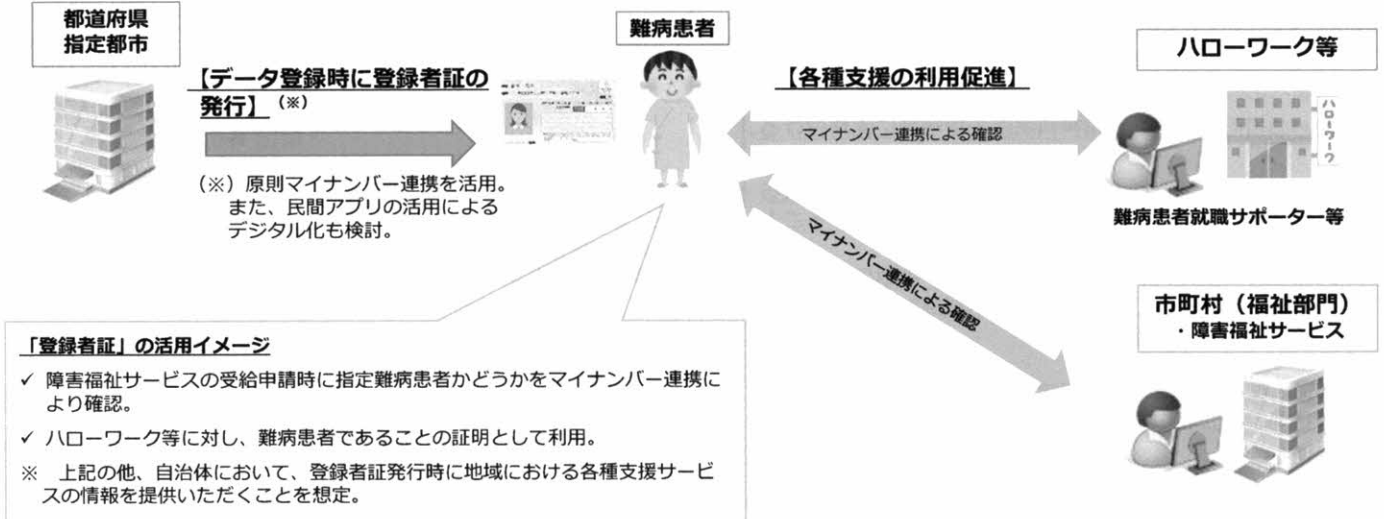 都道府県
指定都市
【データ登録時に登録者証の
発行】（※）
（※）原則マイナンバー連携を活用。
また、民間アプリの活用による
デジタル化も検討。
難病患者
【各種支援の利用促進】
マイナンバー連携による確認
ハローワーク等
ハローワーク
難病患者就職サポーター等
マイナンバー連携による確認
市町村（福祉部門）
・障害福祉サービス
「登録者証」の活用イメージ
✓ 障害福祉サービスの受給申請時に指定難病患者かどうかをマイナンバー連携に
より確認。
✓ ハローワーク等に対し、難病患者であることの証明として利用。
※　上記の他、自治体において、登録者証発行時に地域における各種支援サービ
スの情報を提供いただくことを想定。